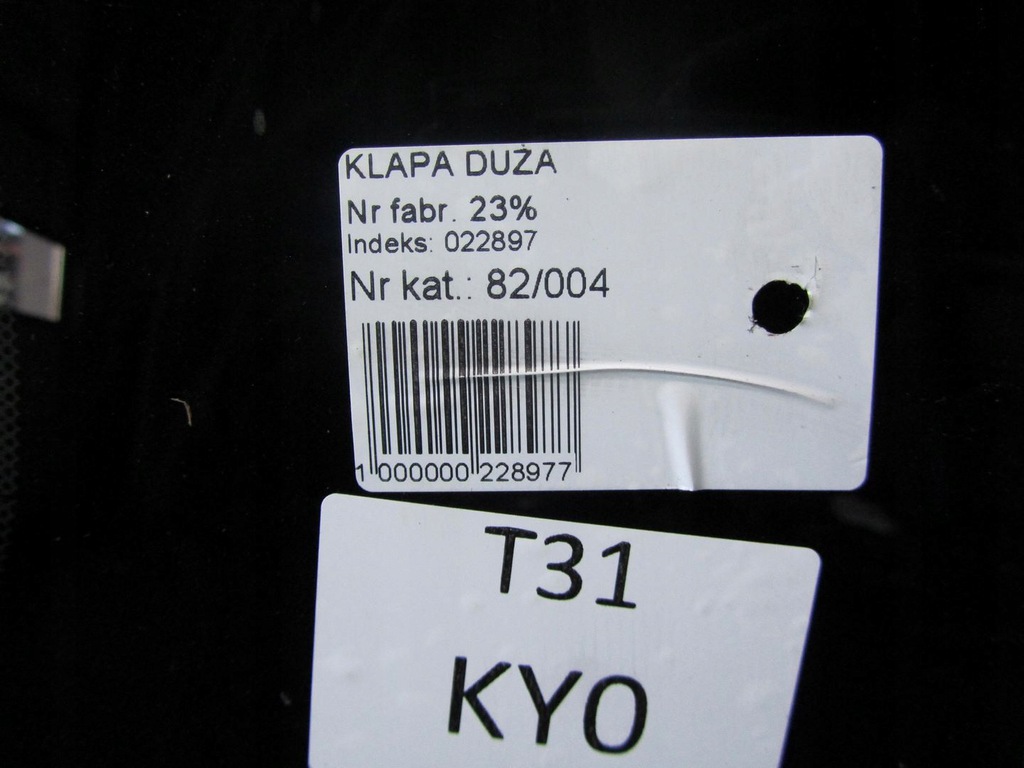 KLAPA DUŻA
Nr fabr. 23%
Indeks: 022897
Nr kat.: 82/004
1 000000 228977
T31
KYO